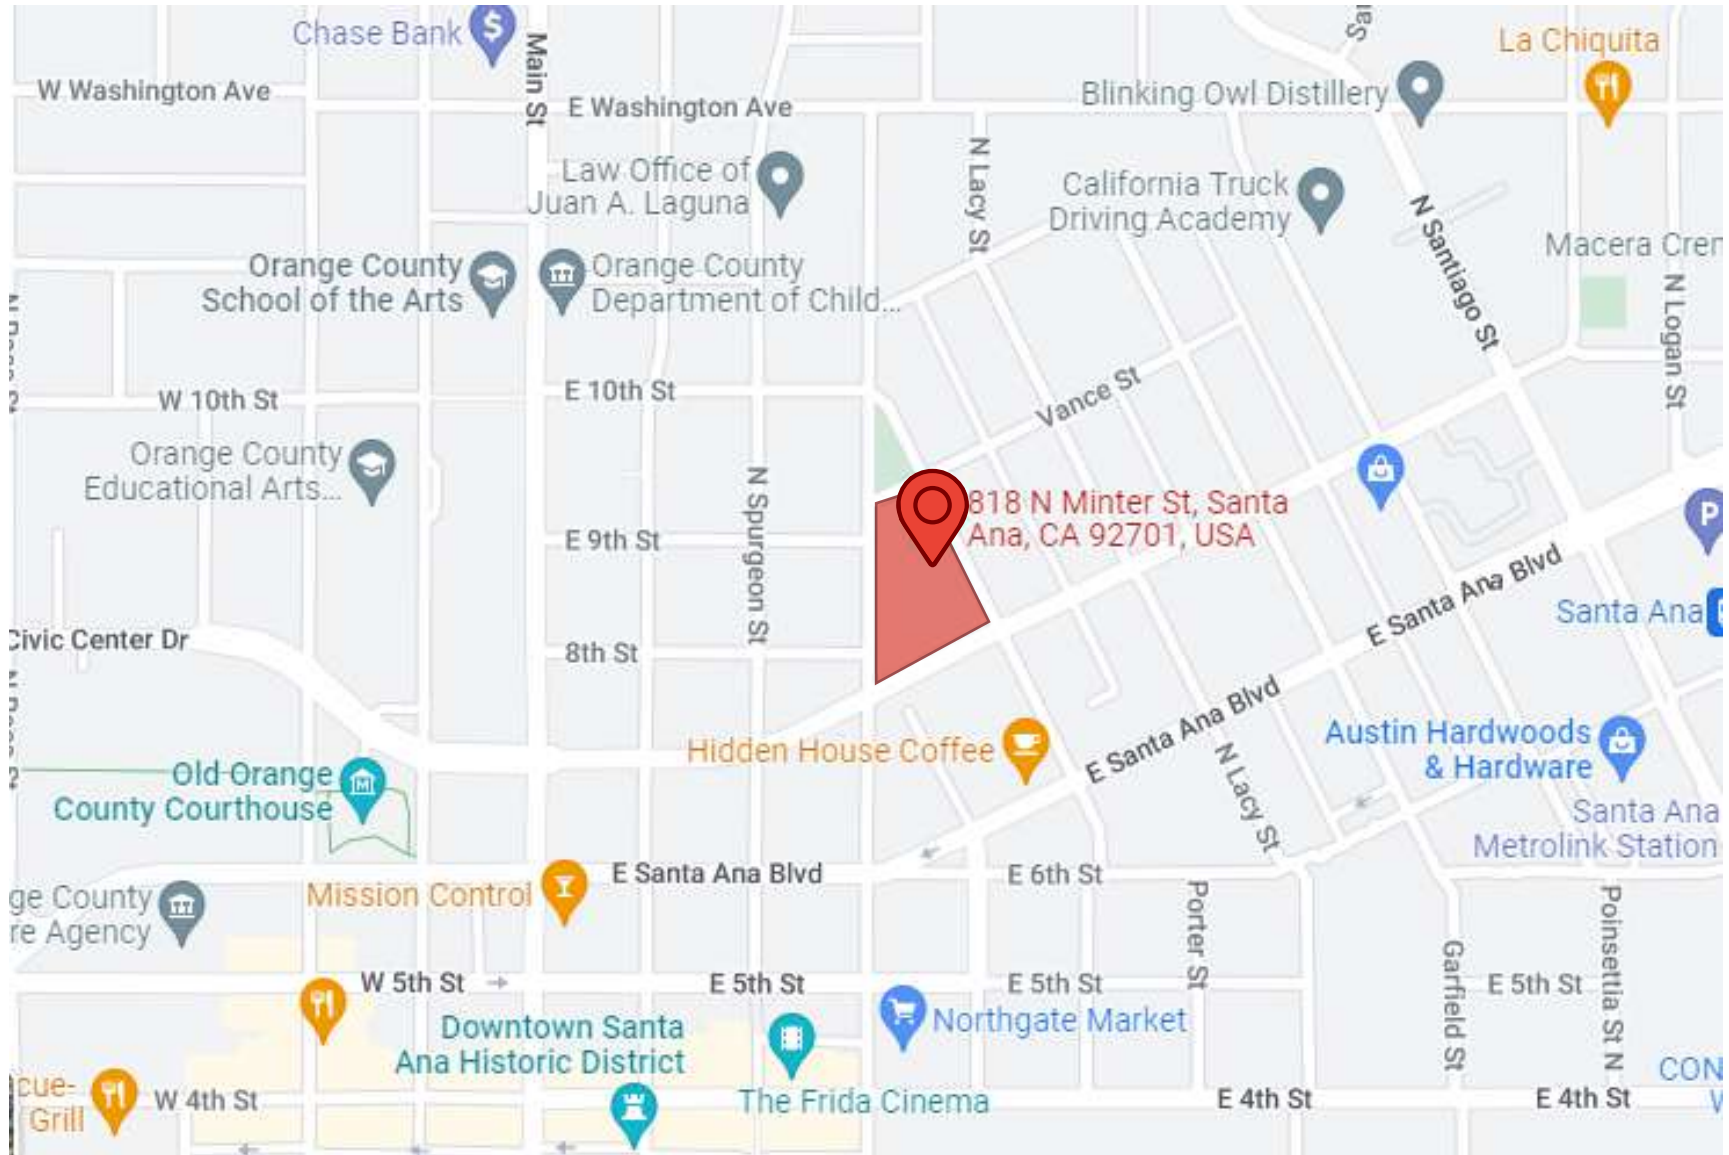 Chase Bank
Main St
La Chiquita
W Washington Ave
E Washington Ave
Blinking Owl Distillery
Law Office of
Juan A. Laguna
N Lacy St
California Truck
Driving Academy
N Santiago St
Macera Crem
Orange County
School of the Arts
Orange County
Department of Child...
N Logan St
W 10th St
E 10th St
Vance St
Orange County
Educational Arts...
N Spurgeon St
818 N Minter St, Santa
Ana, CA 92701, USA
P
E 9th St
E Santa Ana Blvd
Santa Ana
Civic Center Dr
8th St
E Santa Ana Blvd
Hidden House Coffee
N Lacy St
Austin Hardwoods
& Hardware
Old Orange
County Courthouse
Santa Ana
Metrolink Station
Mission Control
E Santa Ana Blvd
E 6th St
Porter St
Poinsettia St
N
ge County
re Agency
W 5th St
E 5th St
E 5th St
Garfield St
E 5th St
Northgate Market
Downtown Santa
Ana Historic District
The Frida Cinema
cue-
Grill
W 4th St
E 4th St
E 4th St
CON